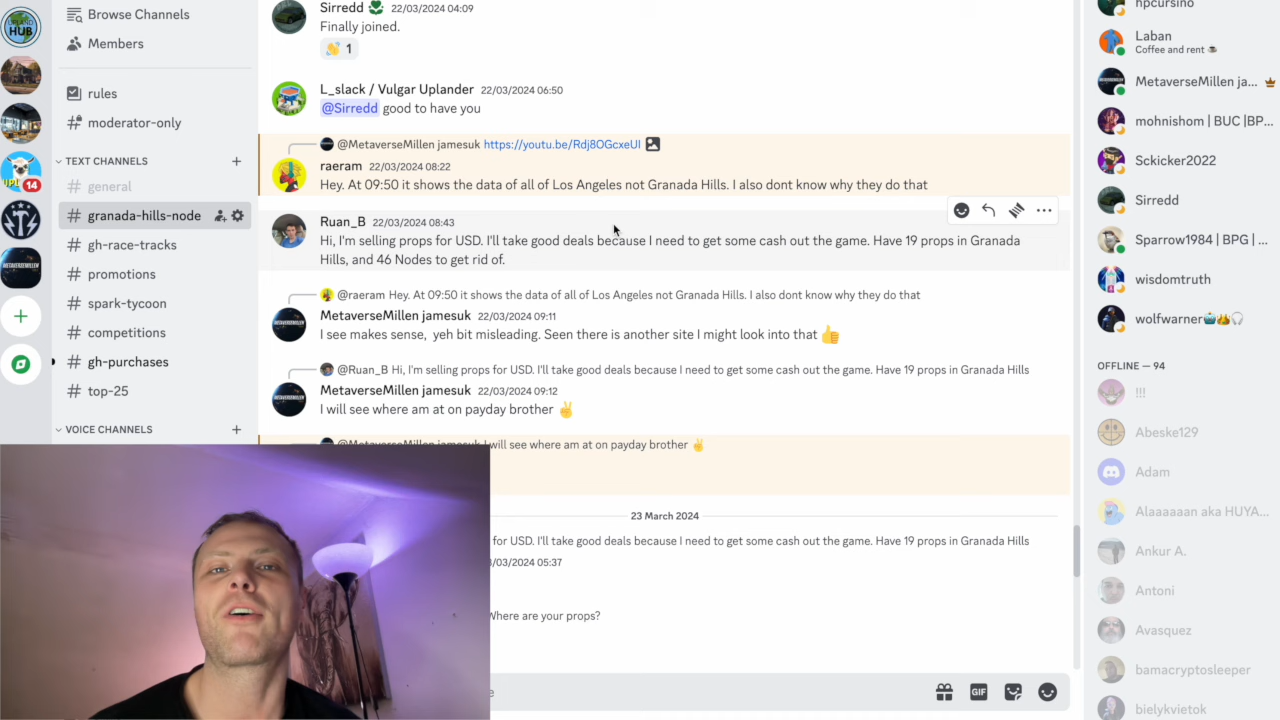 UPLAND
HUB
UPL
14
METAVERSEMILLEN
Browse Channels
Members
rules
moderator-only
TEXT CHANNELS
general
granada-hills-node
gh-race-tracks
promotions
spark-tycoon
competitions
gh-purchases
top-25
VOICE CHANNELS
Sirredd 22/03/2024 04:09
Finally joined.
👋 1
L_slack / Vulgar Uplander 22/03/2024 06:50
@Sirredd good to have you
@MetaverseMillen jamesuk https://youtu.be/Rdj8OGcxeUI
raeram 22/03/2024 08:22
Hey. At 09:50 it shows the data of all of Los Angeles not Granada Hills. I also dont know why they do that
Ruan_B 22/03/2024 08:43
Hi, I'm selling props for USD. I'll take good deals because I need to get some cash out the game. Have 19 props in Granada
Hills, and 46 Nodes to get rid of.
@raeram Hey. At 09:50 it shows the data of all of Los Angeles not Granada Hills. I also dont know why they do that
MetaverseMillen jamesuk 22/03/2024 09:11
I see makes sense, yeh bit misleading. Seen there is another site I might look into that 👍
@Ruan_B Hi, I'm selling props for USD. I'll take good deals because I need to get some cash out the game. Have 19 props in Granada Hills
MetaverseMillen jamesuk 22/03/2024 09:12
I will see where am at on payday brother ✌
@MetaverseMillen jamesuk I will see where am at on payday brother ✌
23 March 2024
for USD. I'll take good deals because I need to get some cash out the game. Have 19 props in Granada Hills
/03/2024 05:37
Where are your props?
GIF
hpcursino
Laban
Coffee and rent ☕
MetaverseMillen ja...
mohnishom | BUC |BP...
Sckicker2022
Sirredd
Sparrow1984 | BPG | ...
wisdomtruth
wolfwarner
OFFLINE — 94
!!!
Abeske129
Adam
Alaaaaaan aka HUYA...
Ankur A.
Antoni
Avasquez
bamacryptosleeper
bielykvietok